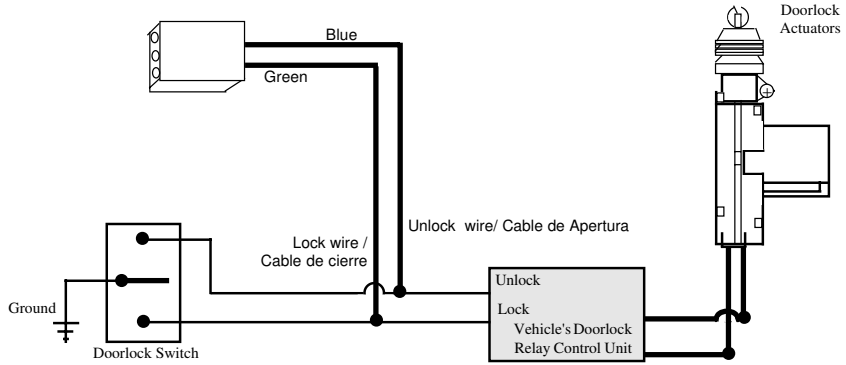 Doorlock
Actuators
Blue
Green
Unlock wire/ Cable de Apertura
Lock wire /
Cable de cierre
Unlock
Lock
Vehicle's Doorlock
Relay Control Unit
Ground
Doorlock Switch